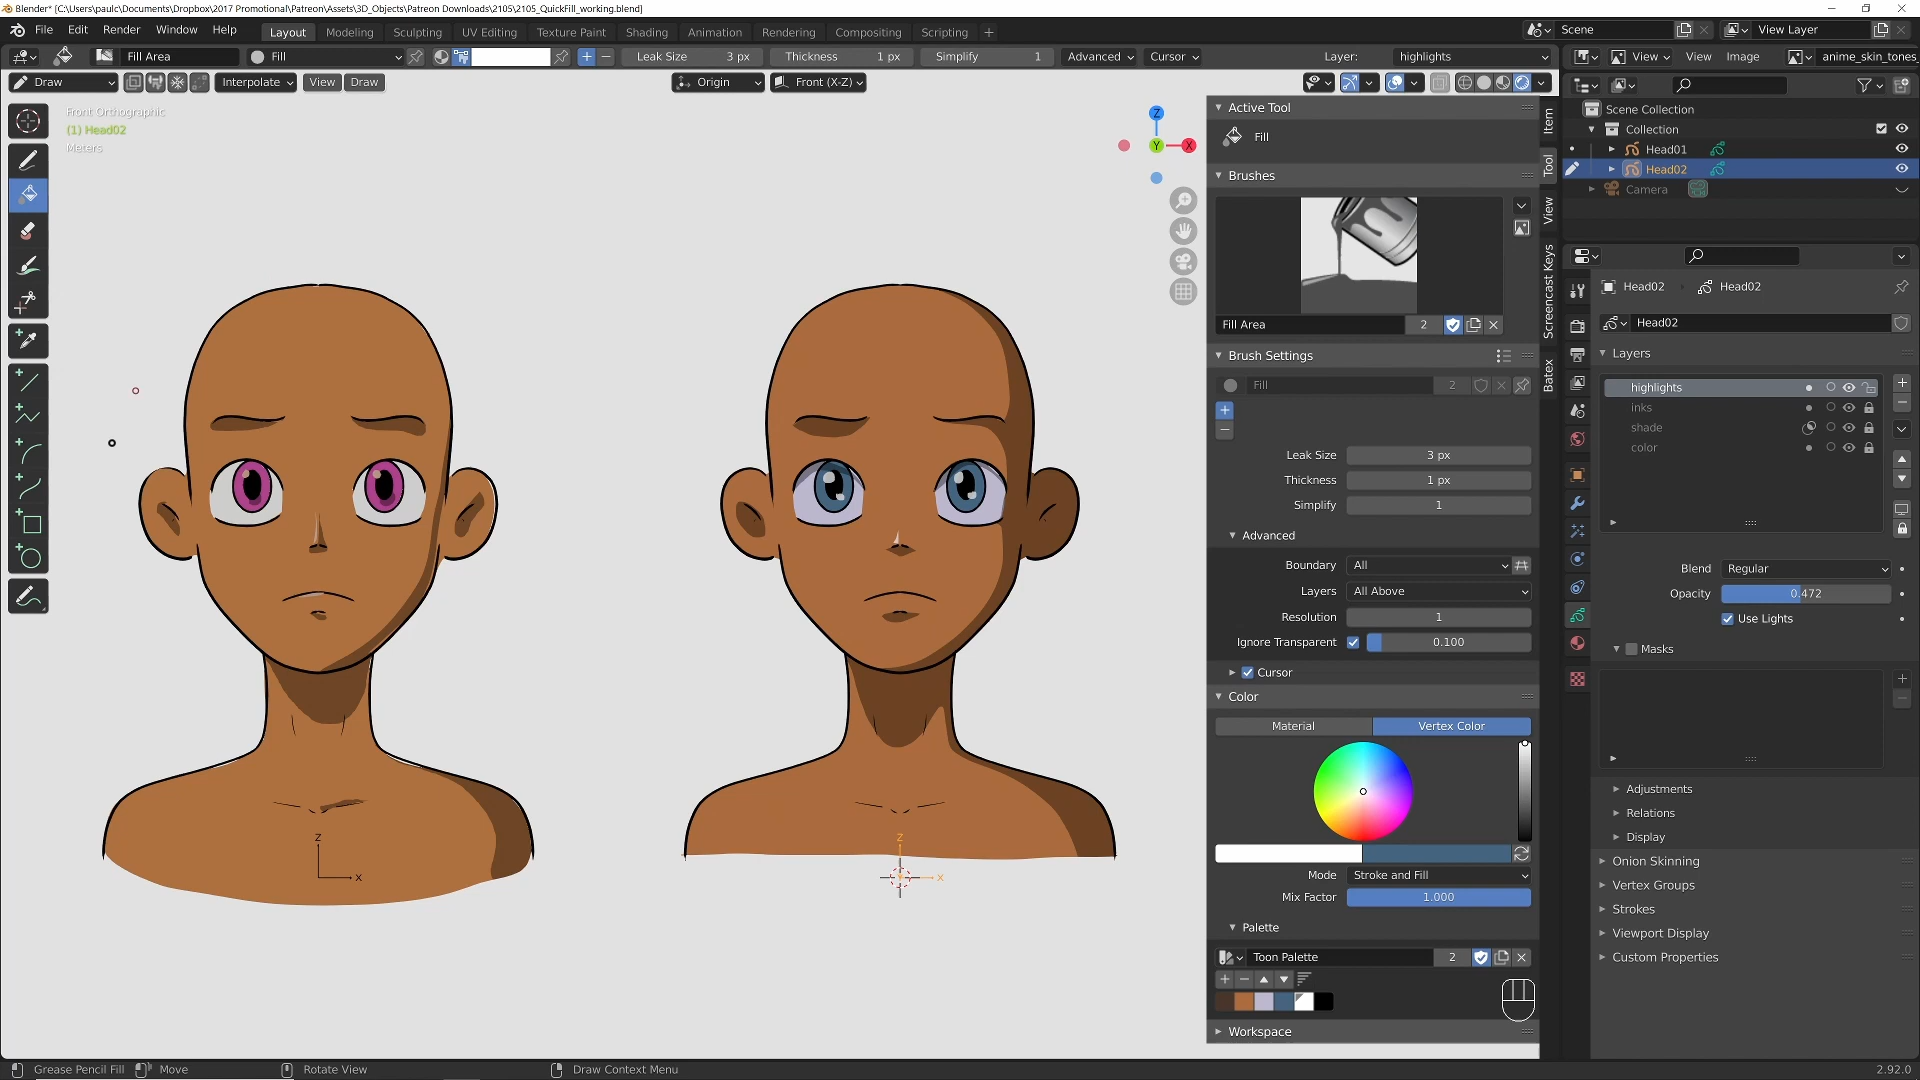 Blender* [C:\Users\paulc\Documents\Dropbox\2017 Promotional\Patreon\Assets\3D_Objects\Patreon Downloads\2105\2105_QuickFill_working.blend]
File Edit Render Window Help Layout Modeling Sculpting UV Editing Texture Paint Shading Animation Rendering Compositing Scripting + Scene View Layer
Fill Area Fill Leak Size 3 px Thickness 1 px Simplify 1 Advanced Cursor Layer: highlights View View Image anime_skin_tones_
Draw Interpolate View Draw Origin Front (X-Z)
Front Orthographic
(1) Head02
Meters
Z
Y
X
Active Tool
Fill
Brushes
Fill Area 2
Brush Settings
Fill 2
Leak Size 3 px
Thickness 1 px
Simplify 1
Advanced
Boundary All
Layers All Above
Resolution 1
Ignore Transparent 0.100
Cursor
Color
Material Vertex Color
Mode Stroke and Fill
Mix Factor 1.000
Palette
Toon Palette 2
Workspace
Item
Tool
View
Screencast Keys
Batex
Z
X
Z
X
Scene Collection
Collection
Head01
Head02
Camera
Head02 Head02
Head02
Layers
highlights
inks
shade
color
Blend Regular
Opacity 0.472
Use Lights
Masks
Adjustments
Relations
Display
Onion Skinning
Vertex Groups
Strokes
Viewport Display
Custom Properties
Grease Pencil Fill Move Rotate View Draw Context Menu 2.92.0